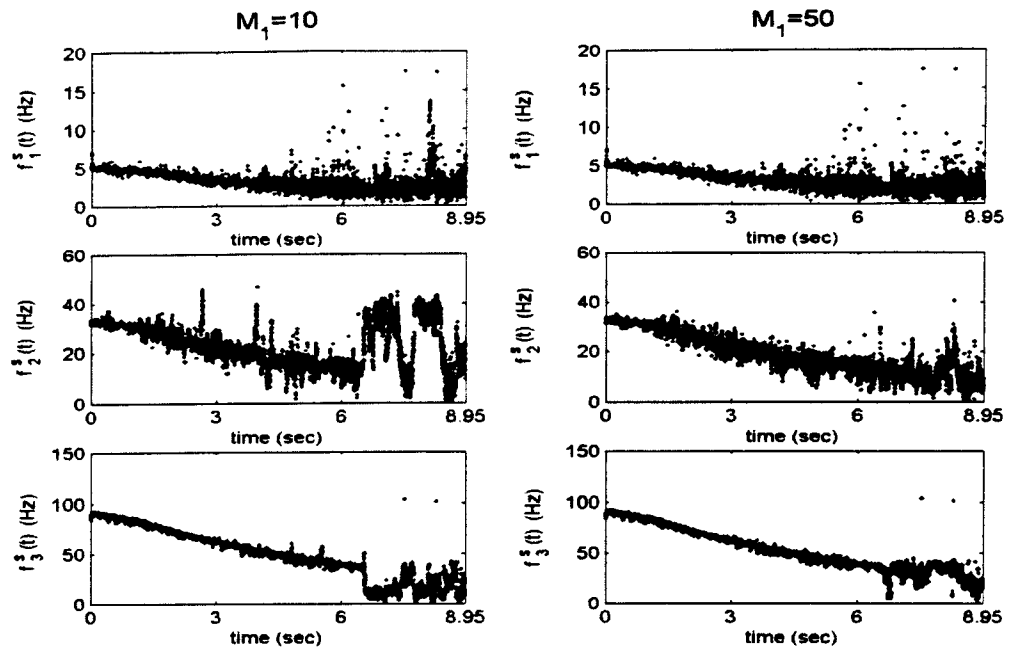 M₁=10
20
15
10
5
0
f₁ˢ(t) (Hz)
0 3 6 8.95
time (sec)
60
40
20
0
f₂ˢ(t) (Hz)
0 3 6 8.95
time (sec)
150
100
50
0
f₃ˢ(t) (Hz)
0 3 6 8.95
time (sec)
M₁=50
20
15
10
5
0
f₁ˢ(t) (Hz)
0 3 6 8.95
time (sec)
60
40
20
0
f₂ˢ(t) (Hz)
0 3 6 8.95
time (sec)
150
100
50
0
f₃ˢ(t) (Hz)
0 3 6 8.95
time (sec)